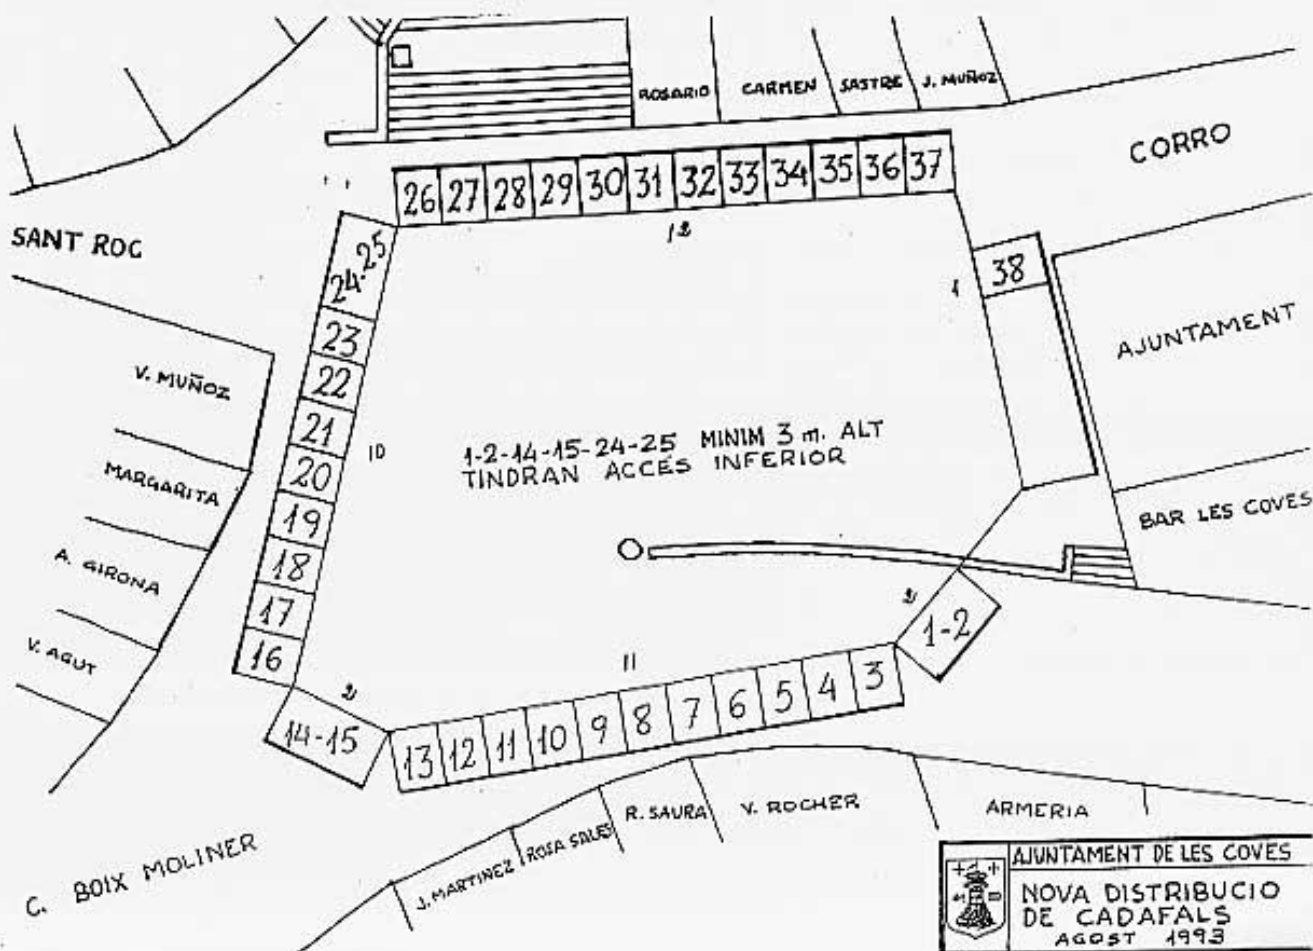 ROSARIO
CARMEN
SASTRE
J. MUÑOZ
CORRO
SANT ROC
26 27 28 29 30 31 32 33 34 35 36 37
12
25
24
38
1
AJUNTAMENT
23
22
21
20
19
18
17
16
10
V. MUÑOZ
MARGARITA
A. GIRONA
V. AGUT
1-2-14-15-24-25 MINIM 3 m. ALT
TINDRAN ACCÉS INFERIOR
BAR LES COVES
2
1-2
11
2
14-15
13 12 11 10 9 8 7 6 5 4 3
C. BOIX MOLINER
J. MARTINEZ
ROSA SALES
R. SAURA
V. ROCHER
ARMERIA
AJUNTAMENT DE LES COVES
NOVA DISTRIBUCIO
DE CADAFALS
AGOST 1993